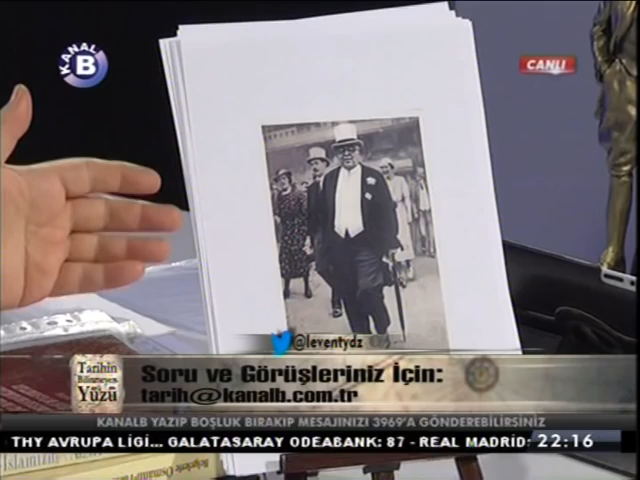 KANAL B
CANLI
@leventydz
Tarihin
Bilinmeyen
Yüzü
Soru ve Görüşleriniz İçin:
tarih@kanalb.com.tr
KANALB YAZIP BOŞLUK BIRAKIP MESAJINIZI 3969'A GÖNDEREBİLİRSİNİZ
THY AVRUPA LİGİ... GALATASARAY ODEABANK: 87 - REAL MADRID: 22:16